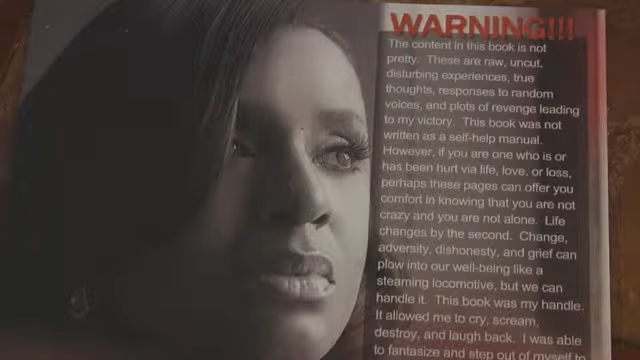 WARNING!!!
The content in this book is not
pretty. These are raw, uncut,
disturbing experiences, true
thoughts, responses to random
voices, and plots of revenge leading
to my victory. This book was not
written as a self-help manual.
However, if you are one who is or
has been hurt via life, love, or loss,
perhaps these pages can offer you
comfort in knowing that you are not
crazy and you are not alone. Life
changes by the second. Change,
adversity, dishonesty, and grief can
plow into our well-being like a
steaming locomotive, but we can
handle it. This book was my handle.
It allowed me to cry, scream,
destroy, and laugh back. I was able
to fantasize and step out of myself to